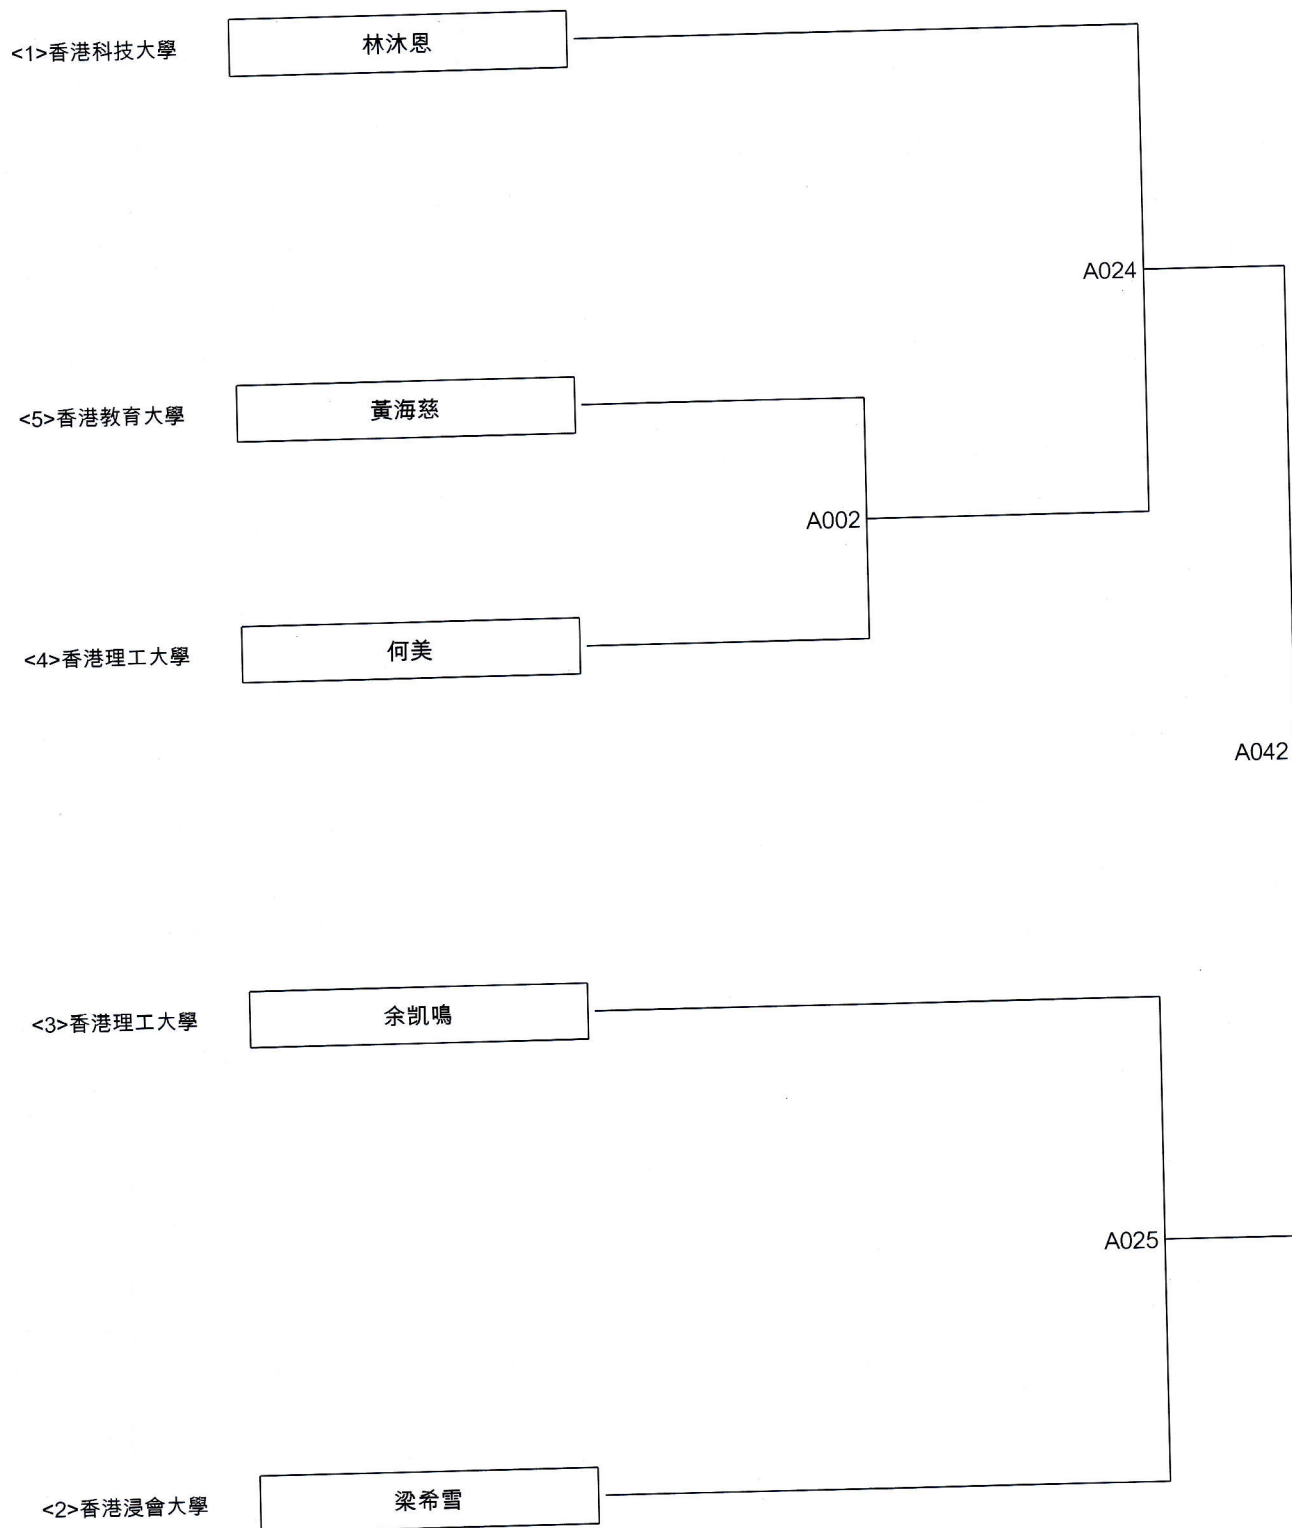 <1>香港科技大學 林沐恩
A024
<5>香港教育大學 黃海慈
A002
<4>香港理工大學 何美
A042
<3>香港理工大學 余凱鳴
A025
<2>香港浸會大學 梁希雪